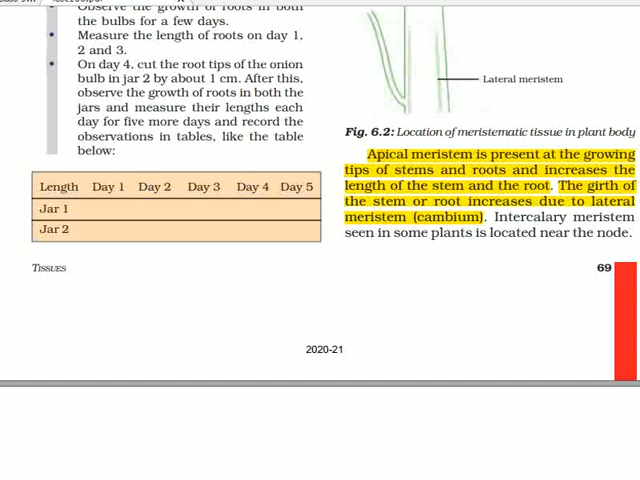 Observe the growth of roots in both
the bulbs for a few days.
• Measure the length of roots on day 1,
2 and 3.
• On day 4, cut the root tips of the onion
bulb in jar 2 by about 1 cm. After this,
observe the growth of roots in both the
jars and measure their lengths each
day for five more days and record the
observations in tables, like the table
below:
Length Day 1 Day 2 Day 3 Day 4 Day 5
Jar 1
Jar 2
Lateral meristem
Fig. 6.2: Location of meristematic tissue in plant body
Apical meristem is present at the growing
tips of stems and roots and increases the
length of the stem and the root. The girth of
the stem or root increases due to lateral
meristem (cambium). Intercalary meristem
seen in some plants is located near the node.
TISSUES
69
2020-21